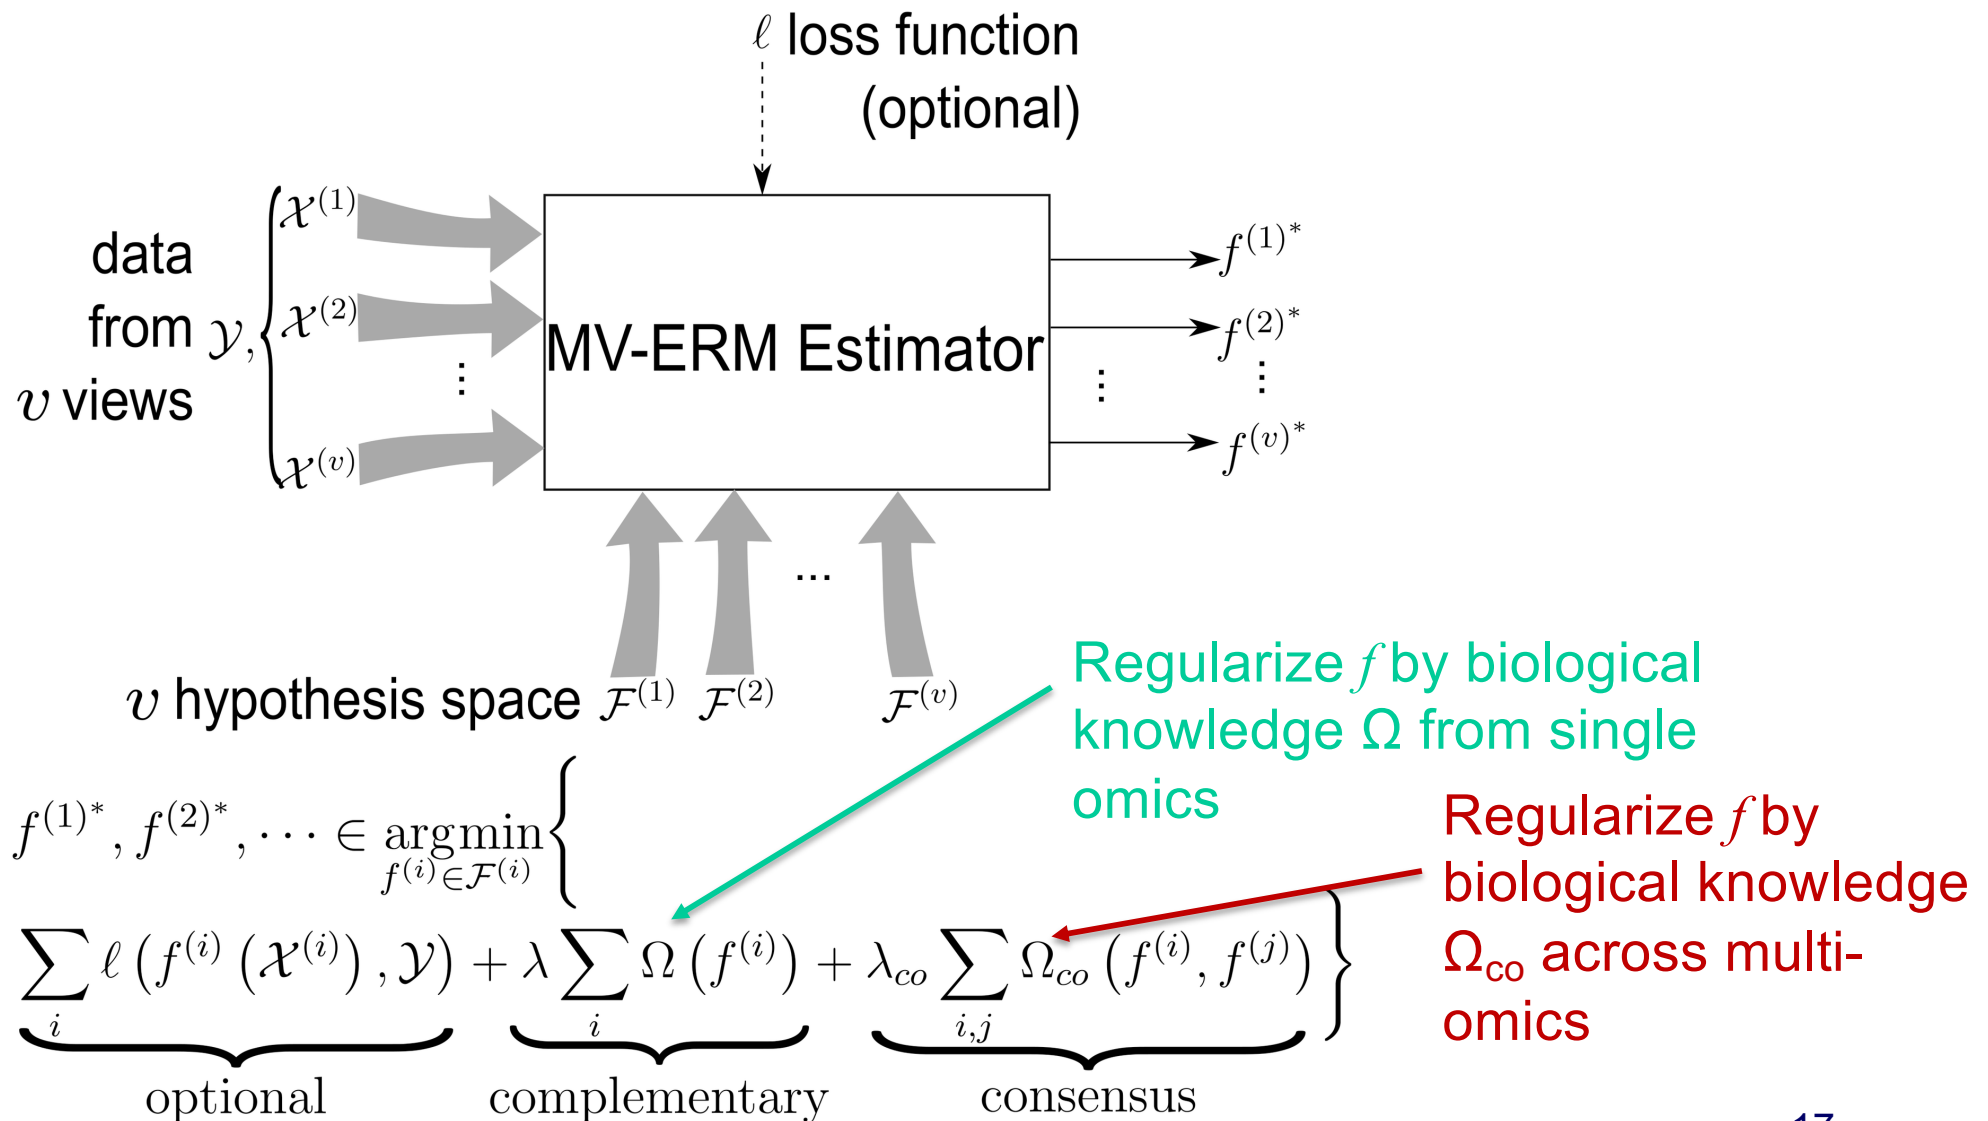 ℓ loss function
(optional)
data
from
v views
𝒴,
𝒳^(1)
𝒳^(2)
⋮
𝒳^(v)
MV-ERM Estimator
f^(1)*
f^(2)*
⋮
⋮
f^(v)*
...
v hypothesis space ℱ^(1) ℱ^(2) ℱ^(v)
Regularize f by biological
knowledge Ω from single
omics
Regularize f by
biological knowledge
Ω_co across multi-
omics
f^(1)*, f^(2)*, ⋯ ∈ argmin_{f^(i)∈ℱ^(i)} {
∑_i ℓ (f^(i) (𝒳^(i)), 𝒴) + λ ∑_i Ω (f^(i)) + λ_co ∑_{i,j} Ω_co (f^(i), f^(j)) }
optional complementary consensus